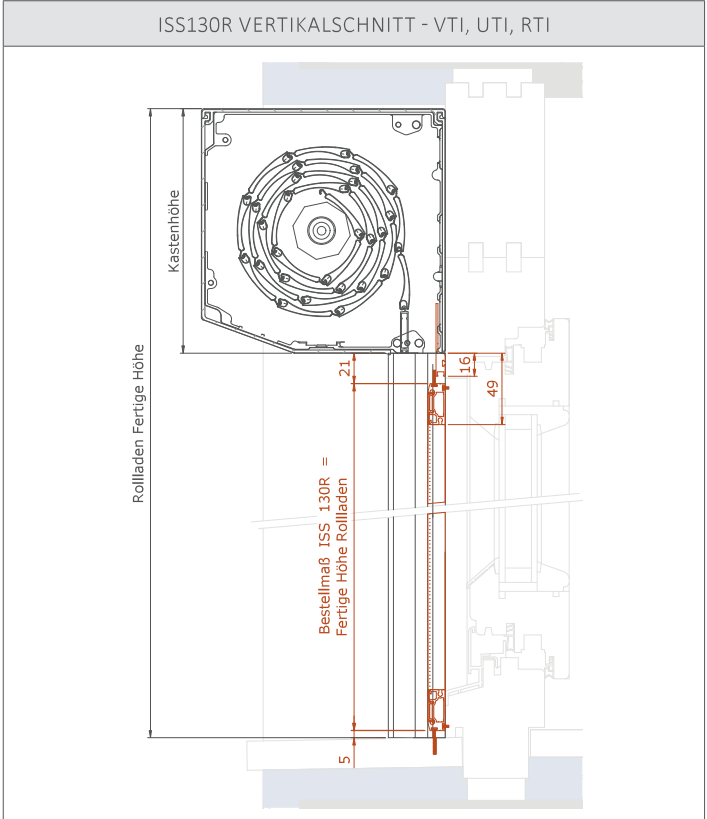 ISS130R VERTIKALSCHNITT - VTI, UTI, RTI
Kastenhöhe
Rollladen Fertige Höhe
21
16
49
Bestellmaß ISS 130R =
Fertige Höhe Rollladen
5